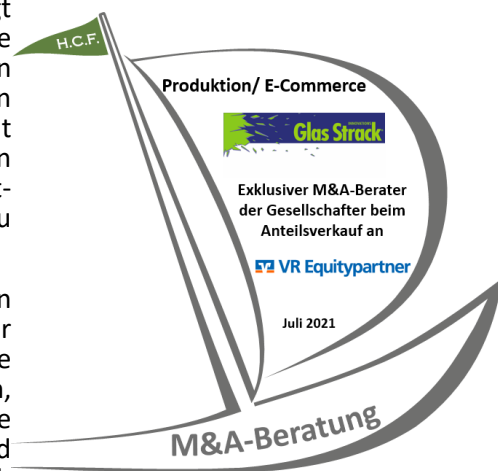 H.C.F.
Produktion/ E-Commerce
Glas Strack
Exklusiver M&A-Berater
der Gesellschafter beim
Anteilsverkauf an
VR Equitypartner
Juli 2021
M&A-Beratung